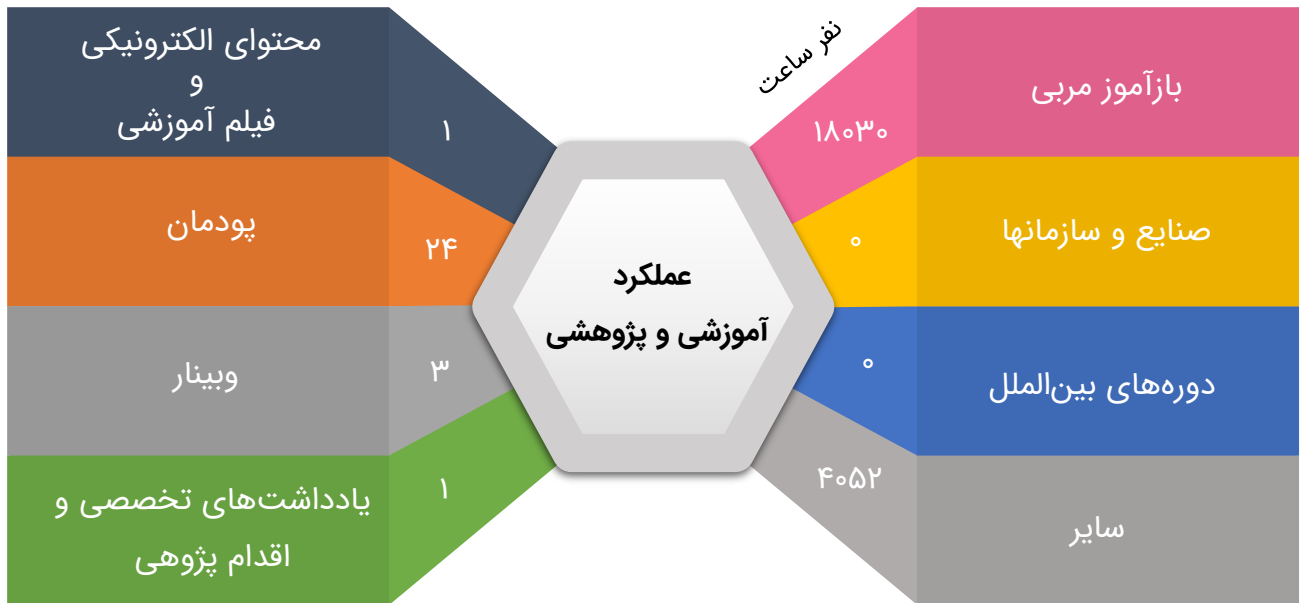 نفر ساعت
بازآموز مربی
۱۸۰۳۰
صنایع و سازمانها
۰
دوره‌های بین‌الملل
۰
سایر
۴۰۵۲
عملکرد
آموزشی و پژوهشی
محتوای الکترونیکی
و
فیلم آموزشی
۱
پودمان
۲۴
وبینار
۳
یادداشت‌های تخصصی و
اقدام پژوهی
۱